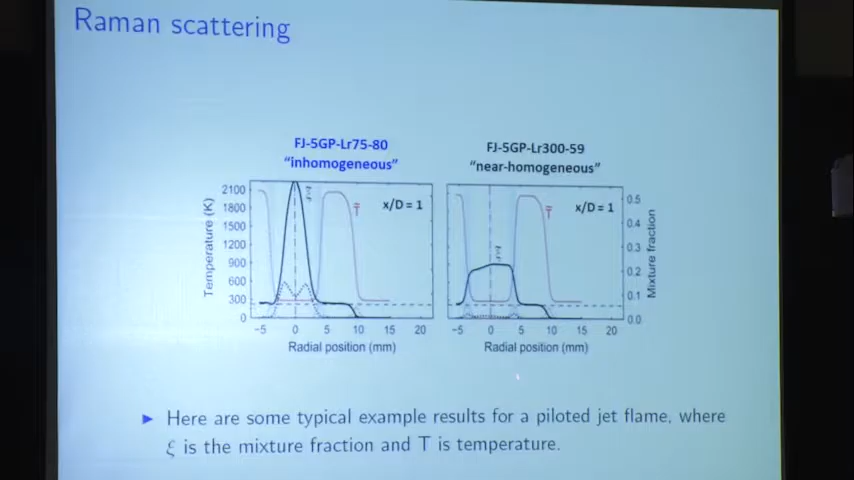 Raman scattering
FJ-5GP-Lr75-80
"inhomogeneous"
FJ-5GP-Lr300-59
"near-homogeneous"
2100
1800
1500
1200
900
600
300
0
Temperature (K)
x/D = 1
T
-5 0 5 10 15 20
Radial position (mm)
x/D = 1
T
0.5
0.4
0.3
0.2
0.1
0.0
Mixture fraction
-5 0 5 10 15 20
Radial position (mm)
► Here are some typical example results for a piloted jet flame, where
ξ is the mixture fraction and T is temperature.